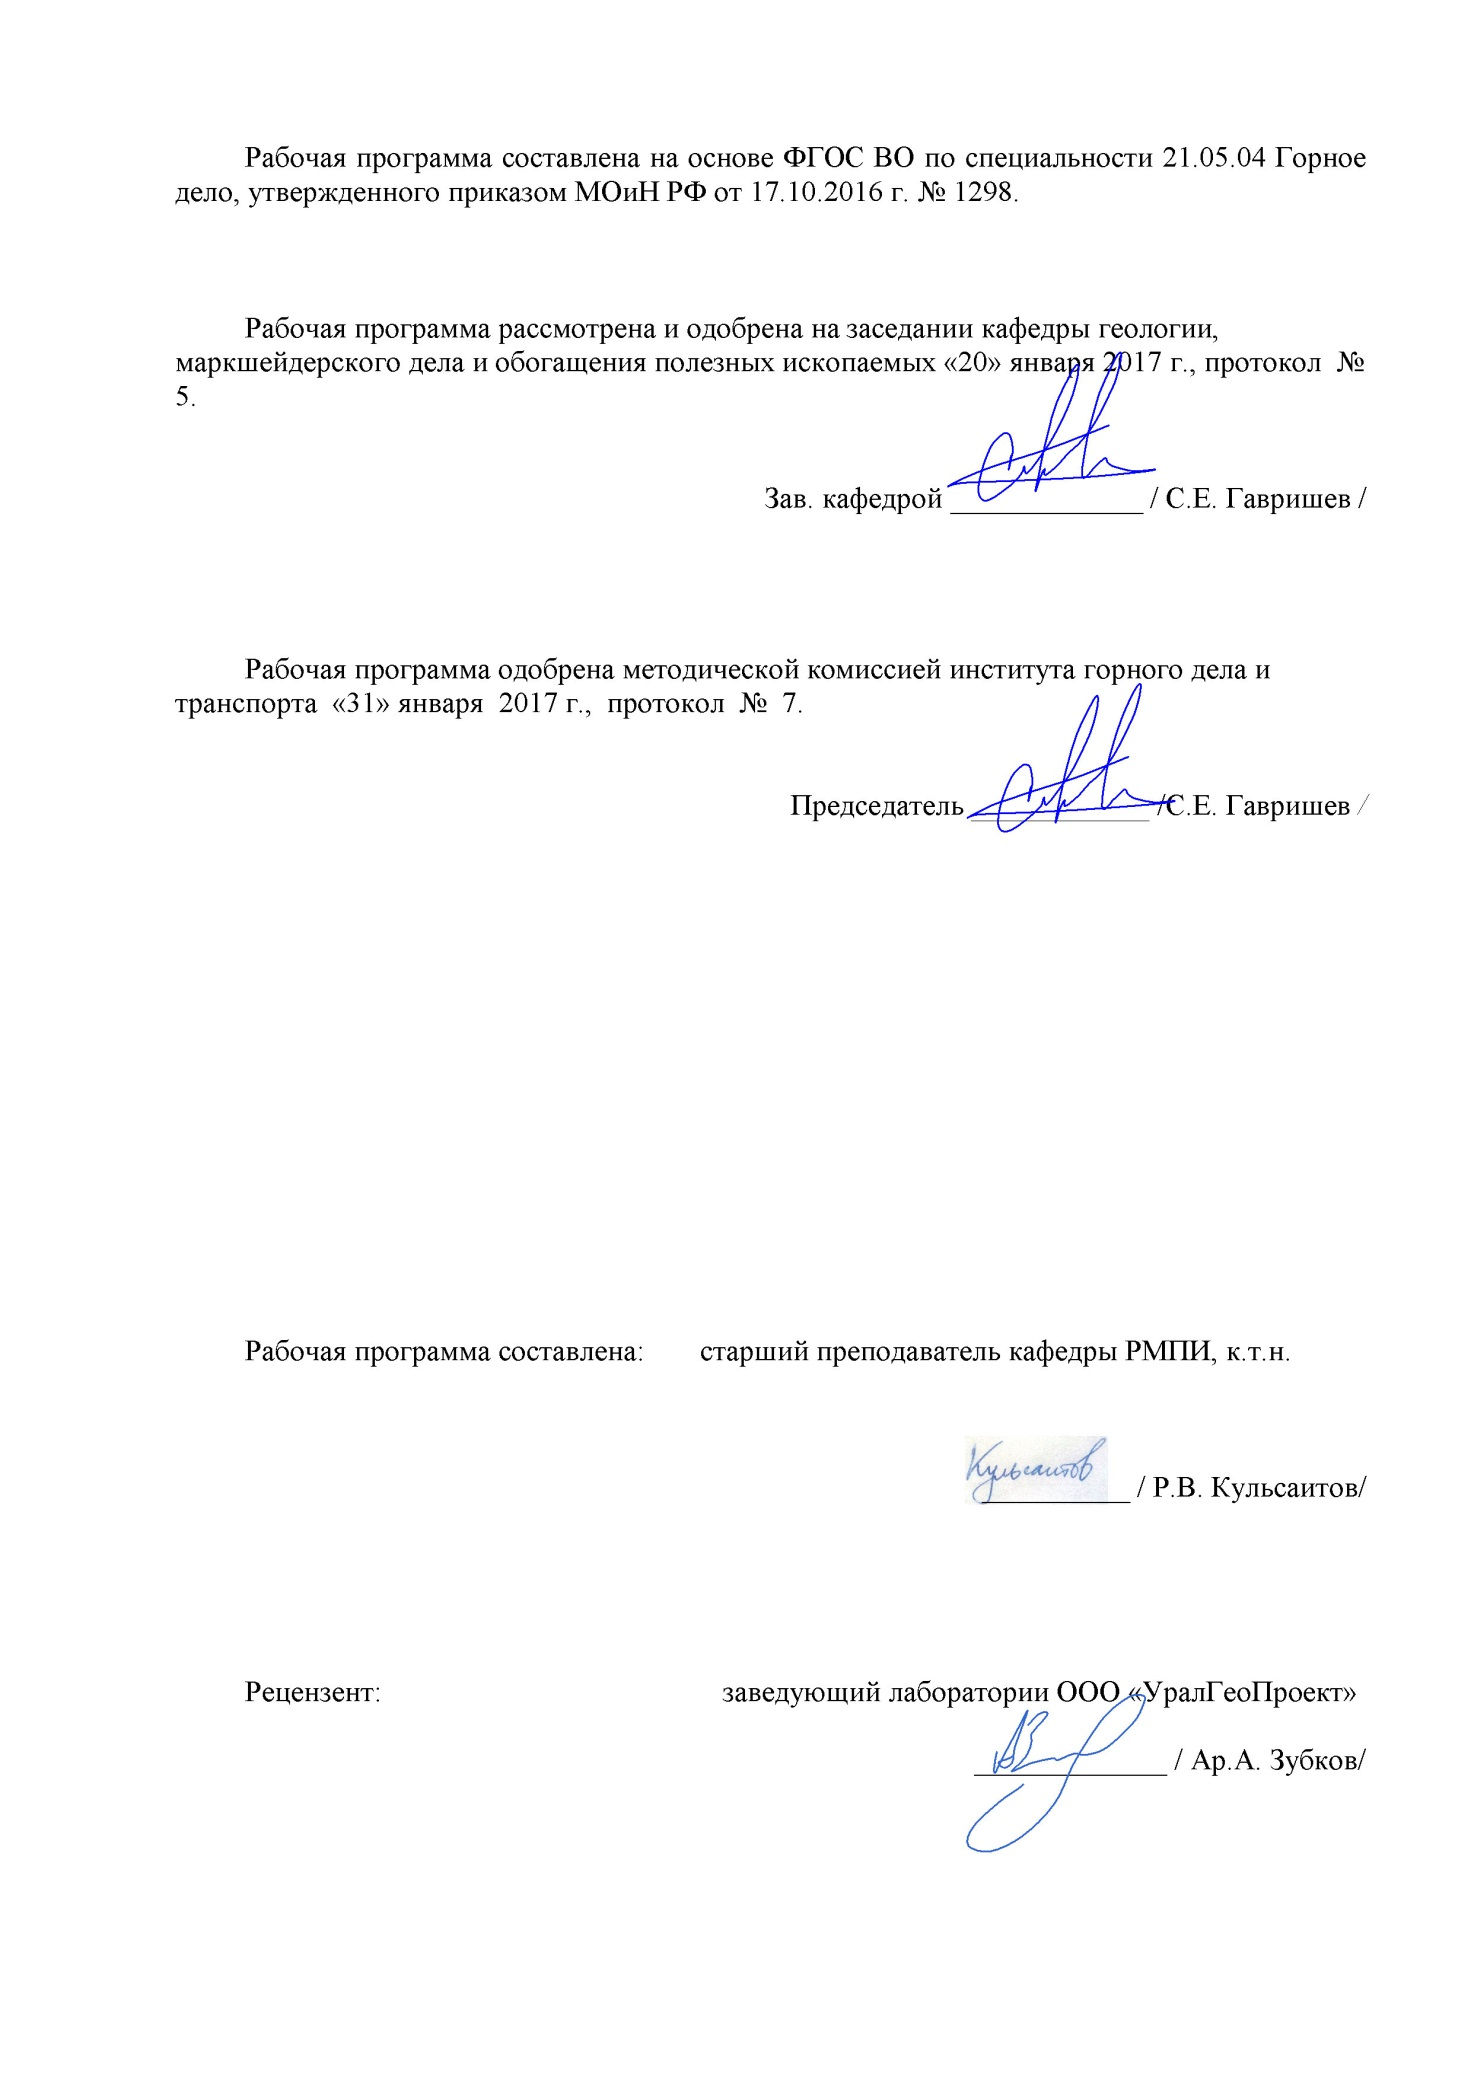 Рабочая программа составлена на основе ФГОС ВО по специальности 21.05.04 Горное
дело, утвержденного приказом МОиН РФ от 17.10.2016 г. № 1298.
Рабочая программа рассмотрена и одобрена на заседании кафедры геологии,
маркшейдерского дела и обогащения полезных ископаемых «20» января 2017 г., протокол №
5.
Зав. кафедрой ______________ / С.Е. Гавришев /
Рабочая программа одобрена методической комиссией института горного дела и
транспорта «31» января 2017 г., протокол № 7.
Председатель _____________ /С.Е. Гавришев /
Рабочая программа составлена: старший преподаватель кафедры РМПИ, к.т.н.
Кульсаитов
___________ / Р.В. Кульсаитов/
Рецензент: заведующий лаборатории ООО «УралГеоПроект»
______________ / Ар.А. Зубков/